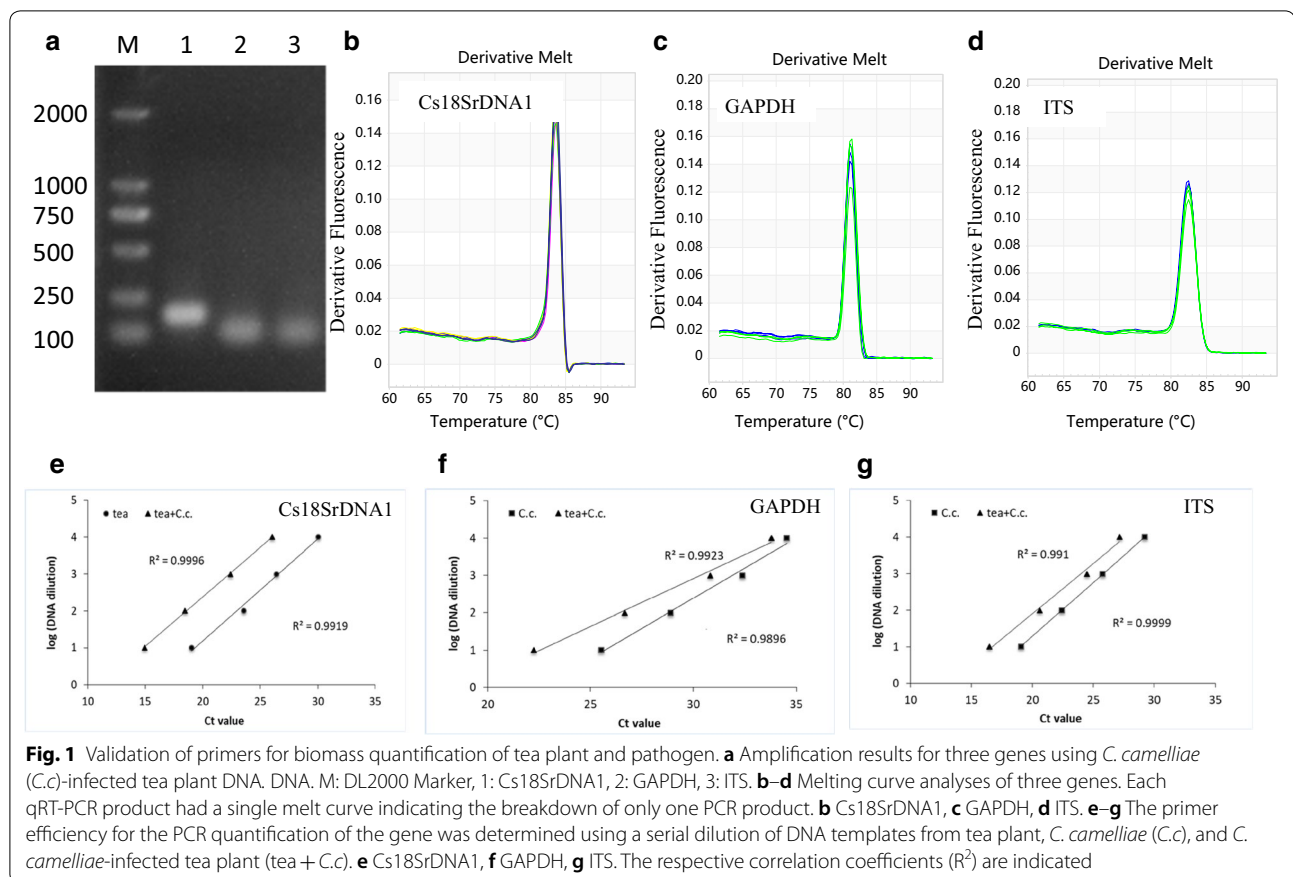 a
M 1 2 3
2000
1000
750
500
250
100
b
Derivative Melt
Cs18SrDNA1
Derivative Fluorescence
0.16
0.14
0.12
0.10
0.08
0.06
0.04
0.02
0
60 65 70 75 80 85 90
Temperature (°C)
c
Derivative Melt
GAPDH
Derivative Fluorescence
0.20
0.18
0.16
0.14
0.12
0.10
0.08
0.06
0.04
0.02
0
60 65 70 75 80 85 90
Temperature (°C)
d
Derivative Melt
ITS
Derivative Fluorescence
0.20
0.18
0.16
0.14
0.12
0.10
0.08
0.06
0.04
0.02
0
60 65 70 75 80 85 90
Temperature (°C)
e
Cs18SrDNA1
tea tea+C.c.
R² = 0.9996
R² = 0.9919
log (DNA dilution)
5
4
3
2
1
0
10 15 20 25 30 35
Ct value
f
GAPDH
C.c. tea+C.c.
R² = 0.9923
R² = 0.9896
log (DNA dilution)
5
4
3
2
1
0
20 25 30 35
Ct value
g
ITS
C.c. tea+C.c.
R² = 0.991
R² = 0.9999
log (DNA dilution)
5
4
3
2
1
0
10 15 20 25 30 35
Ct value
Fig. 1 Validation of primers for biomass quantification of tea plant and pathogen. a Amplification results for three genes using C. camelliae
(C.c)-infected tea plant DNA. DNA. M: DL2000 Marker, 1: Cs18SrDNA1, 2: GAPDH, 3: ITS. b–d Melting curve analyses of three genes. Each
qRT-PCR product had a single melt curve indicating the breakdown of only one PCR product. b Cs18SrDNA1, c GAPDH, d ITS. e–g The primer
efficiency for the PCR quantification of the gene was determined using a serial dilution of DNA templates from tea plant, C. camelliae (C.c), and C.
camelliae-infected tea plant (tea + C.c). e Cs18SrDNA1, f GAPDH, g ITS. The respective correlation coefficients (R²) are indicated